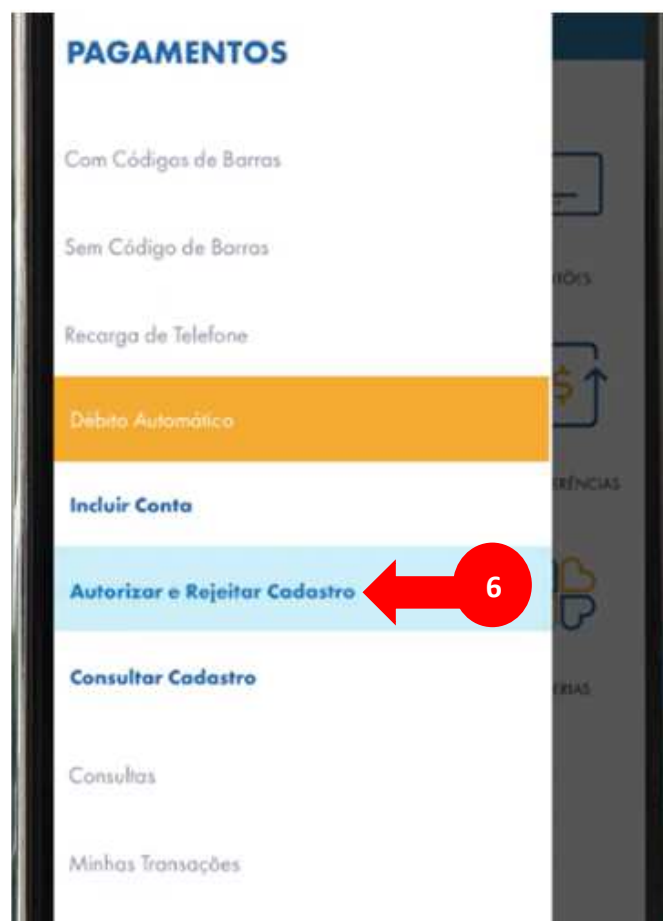 PAGAMENTOS
Com Códigos de Barras
Sem Código de Barras
Recarga de Telefone
Débito Automático
Incluir Conta
Autorizar e Rejeitar Cadastro
6
Consultar Cadastro
Consultas
Minhas Transações